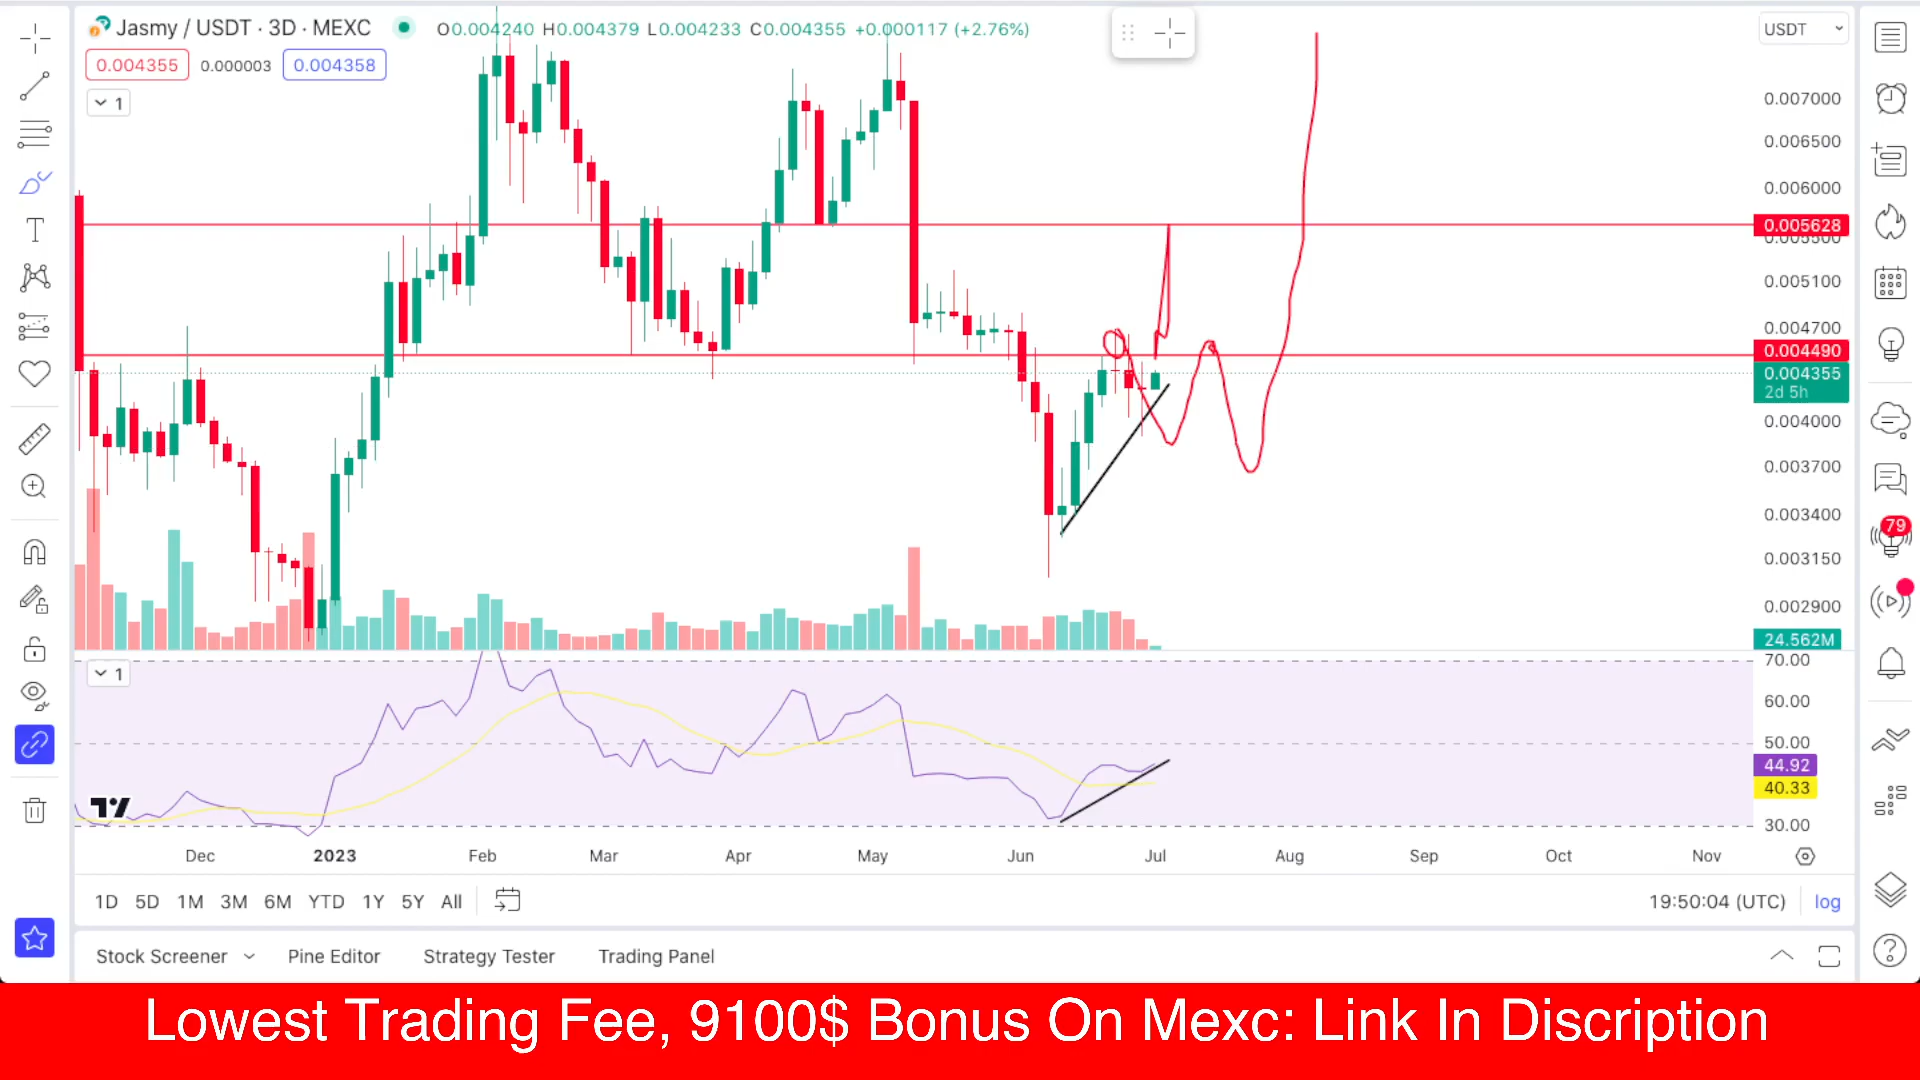 Jasmy / USDT · 3D · MEXC
O0.004240 H0.004379 L0.004233 C0.004355 +0.000117 (+2.76%)
USDT
0.004355 0.000003 0.004358
1
0.007000
0.006500
0.006000
0.005628
0.005500
0.005100
0.004700
0.004490
0.004355
2d 5h
0.004000
0.003700
0.003400
79
0.003150
0.002900
24.562M
1
70.00
60.00
50.00
44.92
40.33
30.00
Dec 2023 Feb Mar Apr May Jun Jul Aug Sep Oct Nov
1D 5D 1M 3M 6M YTD 1Y 5Y All
19:50:04 (UTC) log
Stock Screener Pine Editor Strategy Tester Trading Panel
Lowest Trading Fee, 9100$ Bonus On Mexc: Link In Discription